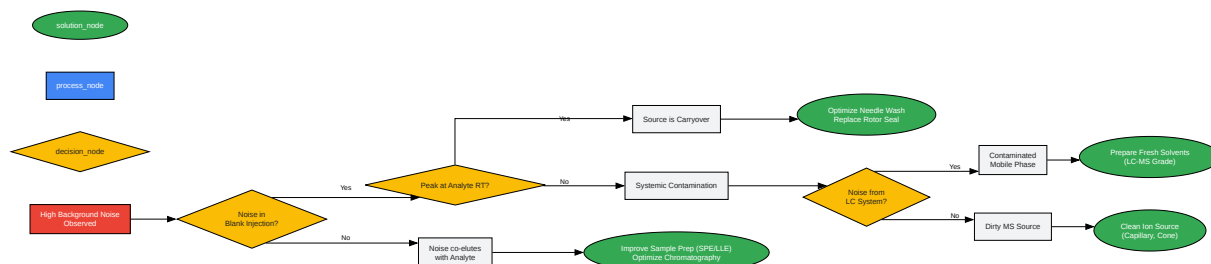 solution_node
process_node
decision_node
High Background Noise
Observed
Noise in
Blank Injection?
Yes
No
Peak at Analyte RT?
Yes
No
Source is Carryover
Optimize Needle Wash
Replace Rotor Seal
Systemic Contamination
Noise from
LC System?
Yes
No
Contaminated
Mobile Phase
Prepare Fresh Solvents
(LC-MS Grade)
Dirty MS Source
Clean Ion Source
(Capillary, Cone)
Noise co-elutes
with Analyte
Improve Sample Prep (SPE/LLE)
Optimize Chromatography